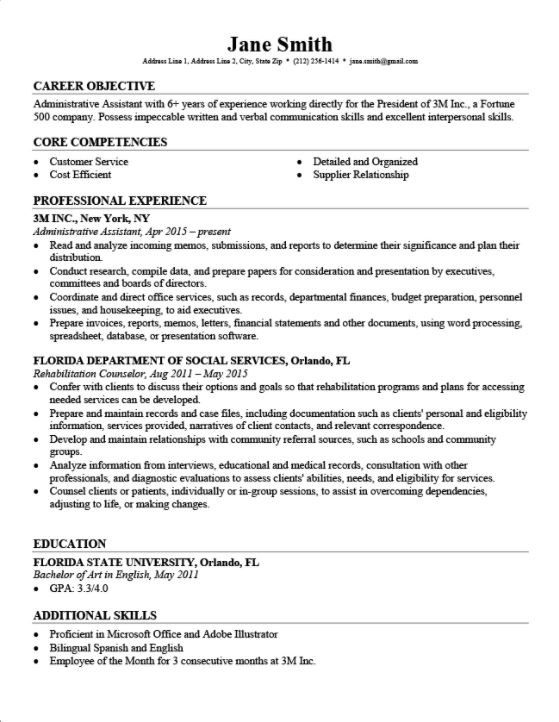 Jane Smith
Address Line 1, Address Line 2, City, State Zip * (212) 256-1414 * jane.smith@gmail.com
CAREER OBJECTIVE
Administrative Assistant with 6+ years of experience working directly for the President of 3M Inc., a Fortune
500 company. Possess impeccable written and verbal communication skills and excellent interpersonal skills.
CORE COMPETENCIES
• Customer Service
• Cost Efficient
• Detailed and Organized
• Supplier Relationship
PROFESSIONAL EXPERIENCE
3M INC., New York, NY
Administrative Assistant, Apr 2015 – present
• Read and analyze incoming memos, submissions, and reports to determine their significance and plan their
distribution.
• Conduct research, compile data, and prepare papers for consideration and presentation by executives,
committees and boards of directors.
• Coordinate and direct office services, such as records, departmental finances, budget preparation, personnel
issues, and housekeeping, to aid executives.
• Prepare invoices, reports, memos, letters, financial statements and other documents, using word processing,
spreadsheet, database, or presentation software.
FLORIDA DEPARTMENT OF SOCIAL SERVICES, Orlando, FL
Rehabilitation Counselor, Aug 2011 – May 2015
• Confer with clients to discuss their options and goals so that rehabilitation programs and plans for accessing
needed services can be developed.
• Prepare and maintain records and case files, including documentation such as clients' personal and eligibility
information, services provided, narratives of client contacts, and relevant correspondence.
• Develop and maintain relationships with community referral sources, such as schools and community
groups.
• Analyze information from interviews, educational and medical records, consultation with other
professionals, and diagnostic evaluations to assess clients' abilities, needs, and eligibility for services.
• Counsel clients or patients, individually or in-group sessions, to assist in overcoming dependencies,
adjusting to life, or making changes.
EDUCATION
FLORIDA STATE UNIVERSITY, Orlando, FL
Bachelor of Art in English, May 2011
• GPA: 3.3/4.0
ADDITIONAL SKILLS
• Proficient in Microsoft Office and Adobe Illustrator
• Bilingual Spanish and English
• Employee of the Month for 3 consecutive months at 3M Inc.